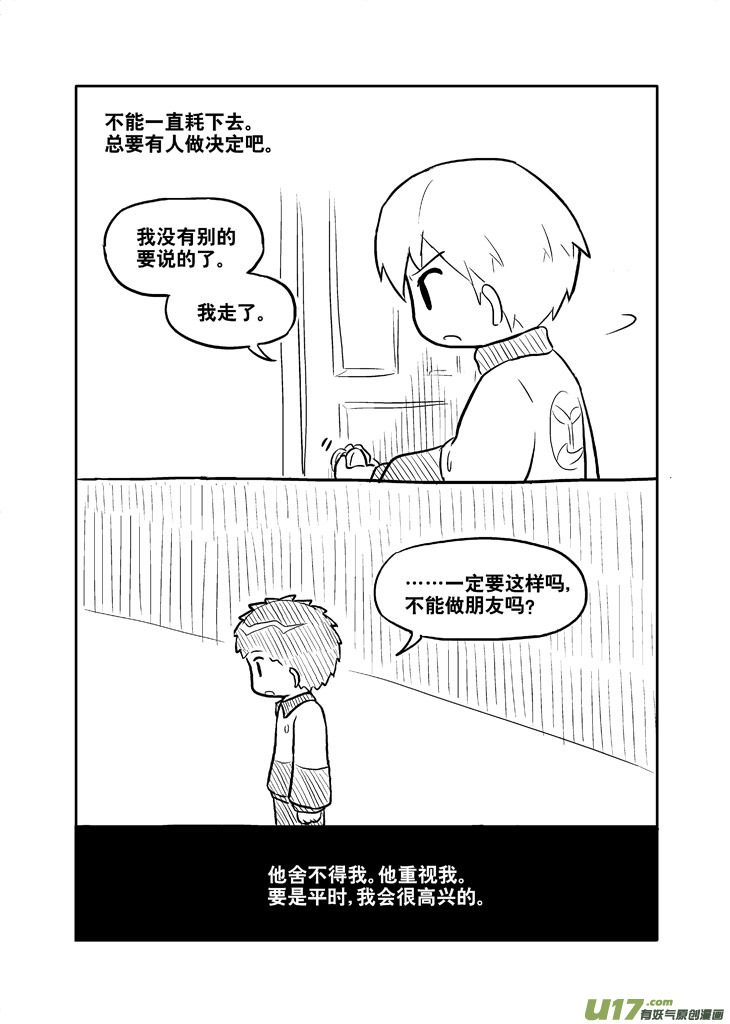 不能一直耗下去。
总要有人做决定吧。
我没有别的
要说的了。
我走了。
……一定要这样吗,
不能做朋友吗?
他舍不得我。他重视我。
要是平时,我会很高兴的。
U17.com
有妖气原创漫画